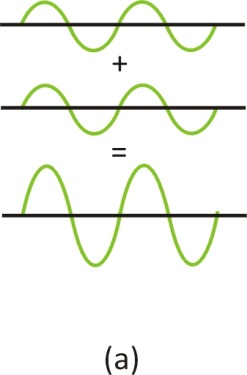 +
=
(a)